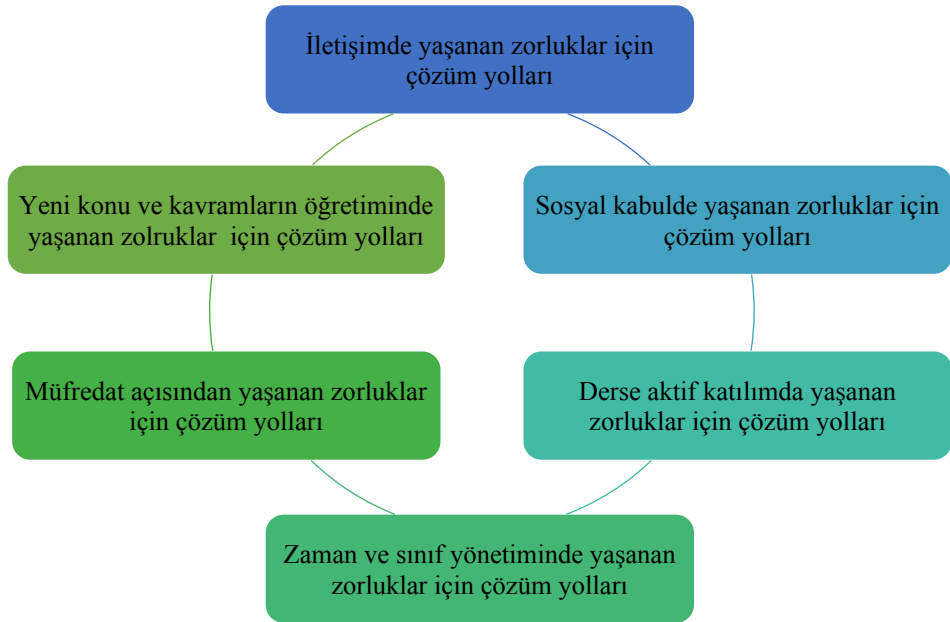 İletişimde yaşanan zorluklar için
çözüm yolları
Yeni konu ve kavramların öğretiminde
yaşanan zolruklar için çözüm yolları
Sosyal kabulde yaşanan zorluklar için
çözüm yolları
Müfredat açısından yaşanan zorluklar
için çözüm yolları
Derse aktif katılımda yaşanan
zorluklar için çözüm yolları
Zaman ve sınıf yönetiminde yaşanan
zorluklar için çözüm yolları